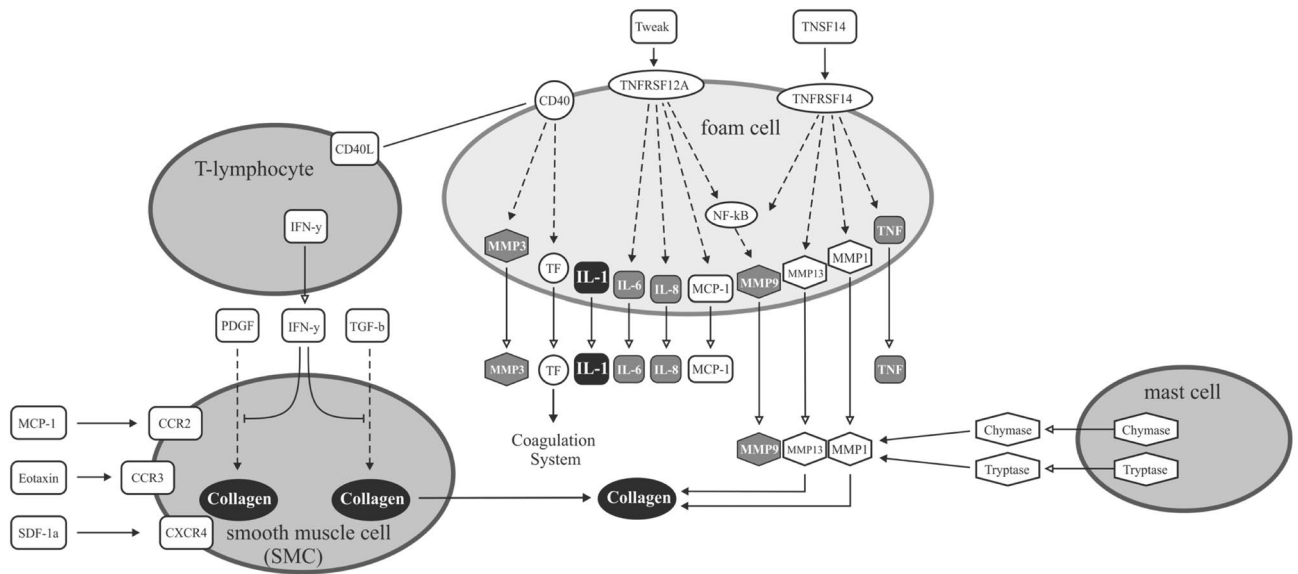 Tweak
TNSF14
TNFRSF12A
TNFRSF14
CD40
foam cell
CD40L
T-lymphocyte
IFN-y
NF-kB
TNF
MMP3
TF
IL-1
IL-6
IL-8
MCP-1
MMP9
MMP13
MMP1
PDGF
IFN-y
TGF-b
MMP3
TF
IL-1
IL-6
IL-8
MCP-1
TNF
mast cell
MCP-1
CCR2
Coagulation
System
MMP9
MMP13
MMP1
Chymase
Chymase
Eotaxin
CCR3
Tryptase
Tryptase
Collagen
Collagen
Collagen
SDF-1a
CXCR4
smooth muscle cell
(SMC)